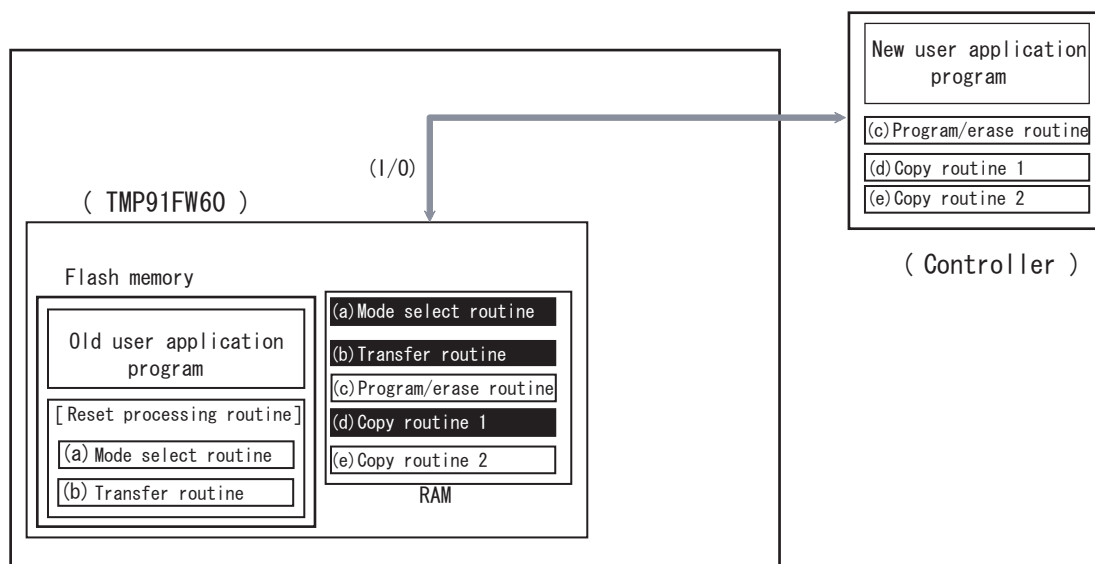 New user application
program
(c)Program/erase routine
(d)Copy routine 1
(e)Copy routine 2
( Controller )
(I/O)
( TMP91FW60 )
Flash memory
Old user application
program
[Reset processing routine]
(a) Mode select routine
(b) Transfer routine
(a)Mode select routine
(b)Transfer routine
(c)Program/erase routine
(d)Copy routine 1
(e)Copy routine 2
RAM